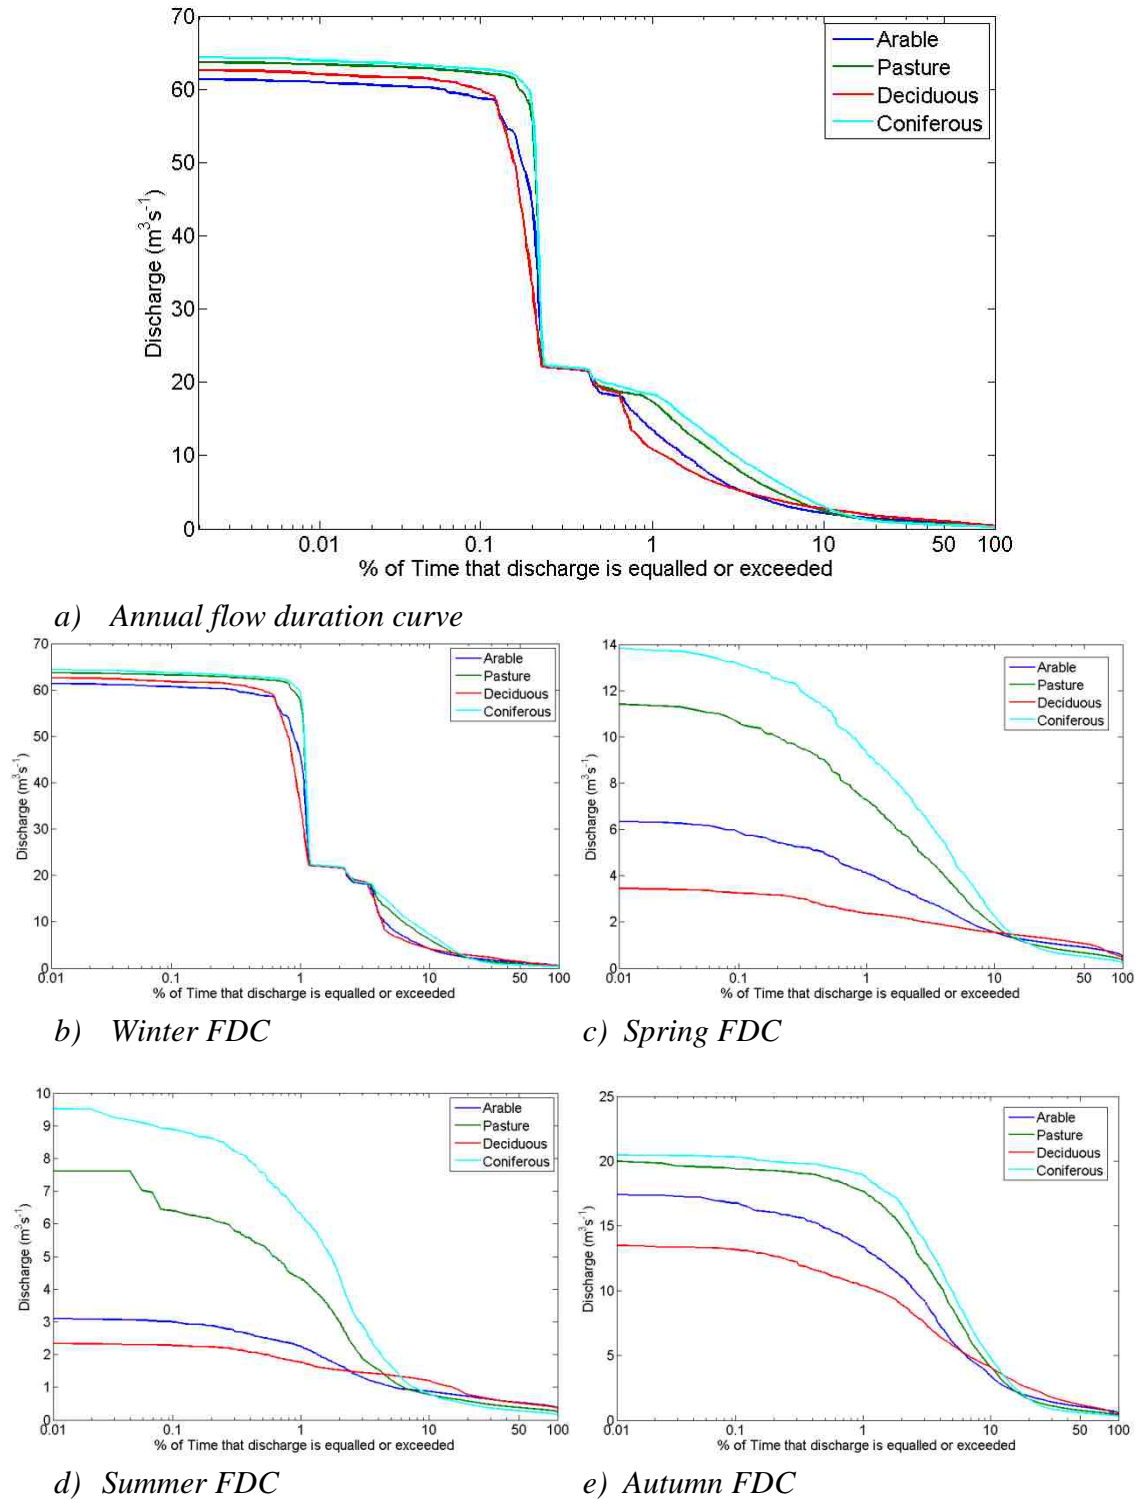 70
60
50
40
30
20
10
0
Discharge (m³s⁻¹)
Arable
Pasture
Deciduous
Coniferous
0.01 0.1 1 10 50 100
% of Time that discharge is equalled or exceeded
a) Annual flow duration curve
70
60
50
40
30
20
10
0
Discharge (m³s⁻¹)
Arable
Pasture
Deciduous
Coniferous
0.01 0.1 1 10 50 100
% of Time that discharge is equalled or exceeded
b) Winter FDC
14
12
10
8
6
4
2
0
Discharge (m³s⁻¹)
Arable
Pasture
Deciduous
Coniferous
0.01 0.1 1 10 50 100
% of Time that discharge is equalled or exceeded
c) Spring FDC
10
9
8
7
6
5
4
3
2
1
0
Discharge (m³s⁻¹)
Arable
Pasture
Deciduous
Coniferous
0.01 0.1 1 10 50 100
% of Time that discharge is equalled or exceeded
d) Summer FDC
25
20
15
10
5
0
Discharge (m³s⁻¹)
Arable
Pasture
Deciduous
Coniferous
0.01 0.1 1 10 50 100
% of Time that discharge is equalled or exceeded
e) Autumn FDC